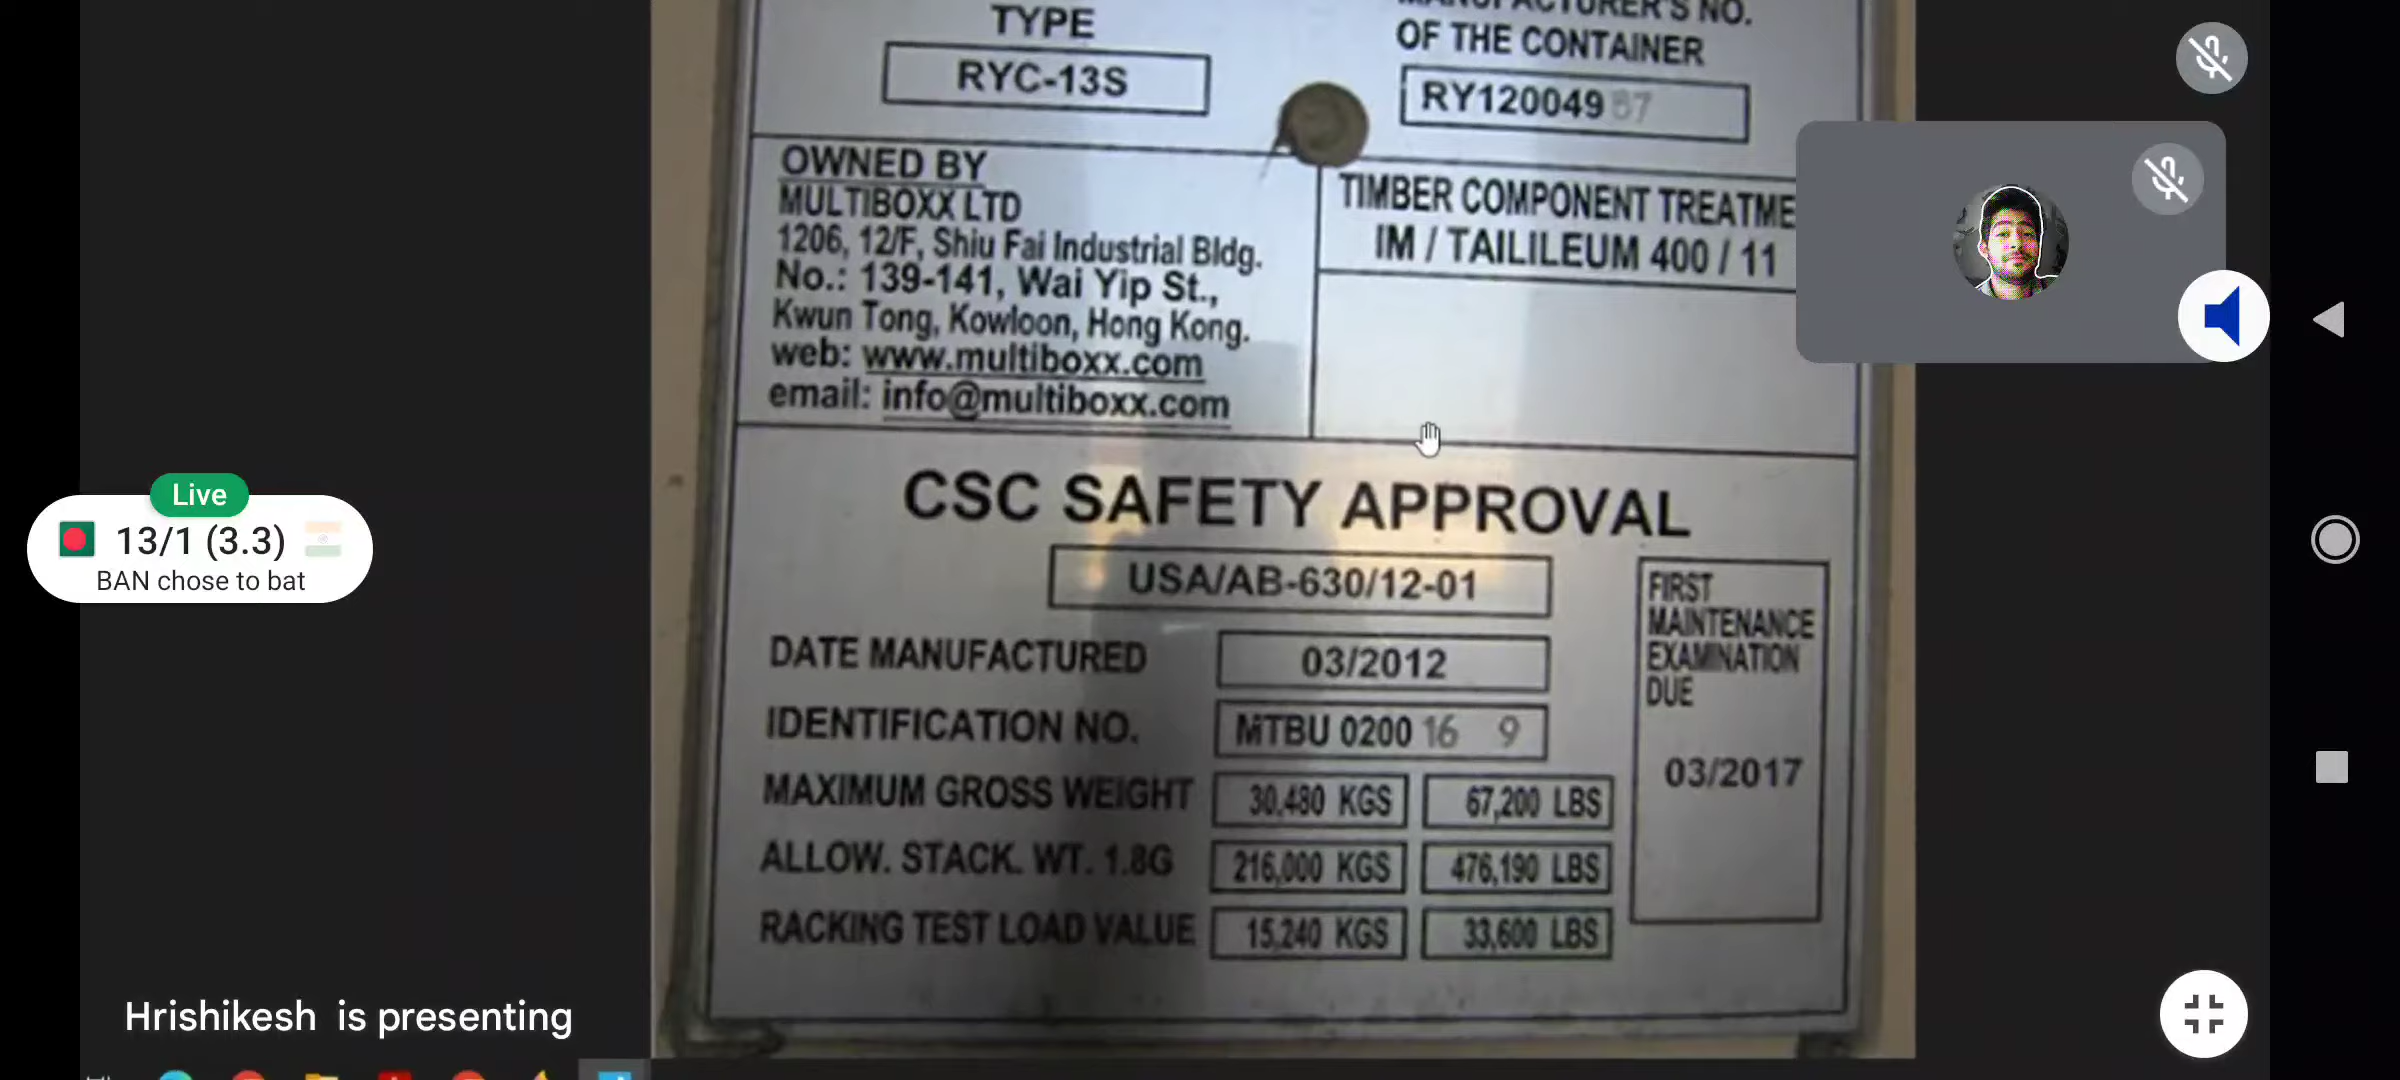 TYPE
RYC-13S
MANUFACTURER'S NO.
OF THE CONTAINER
RY12004987
OWNED BY
MULTIBOXX LTD
1206, 12/F, Shiu Fai Industrial Bldg.
No.: 139-141, Wai Yip St.,
Kwun Tong, Kowloon, Hong Kong.
web: www.multiboxx.com
email: info@multiboxx.com
TIMBER COMPONENT TREATME
IM / TAILILEUM 400 / 11
CSC SAFETY APPROVAL
USA/AB-630/12-01
DATE MANUFACTURED 03/2012
IDENTIFICATION NO. MTBU 0200 16 9
MAXIMUM GROSS WEIGHT 30,480 KGS 67,200 LBS
ALLOW. STACK. WT. 1.8G 216,000 KGS 476,190 LBS
RACKING TEST LOAD VALUE 15,240 KGS 33,600 LBS
FIRST
MAINTENANCE
EXAMINATION
DUE
03/2017
Live
13/1 (3.3)
BAN chose to bat
Hrishikesh is presenting